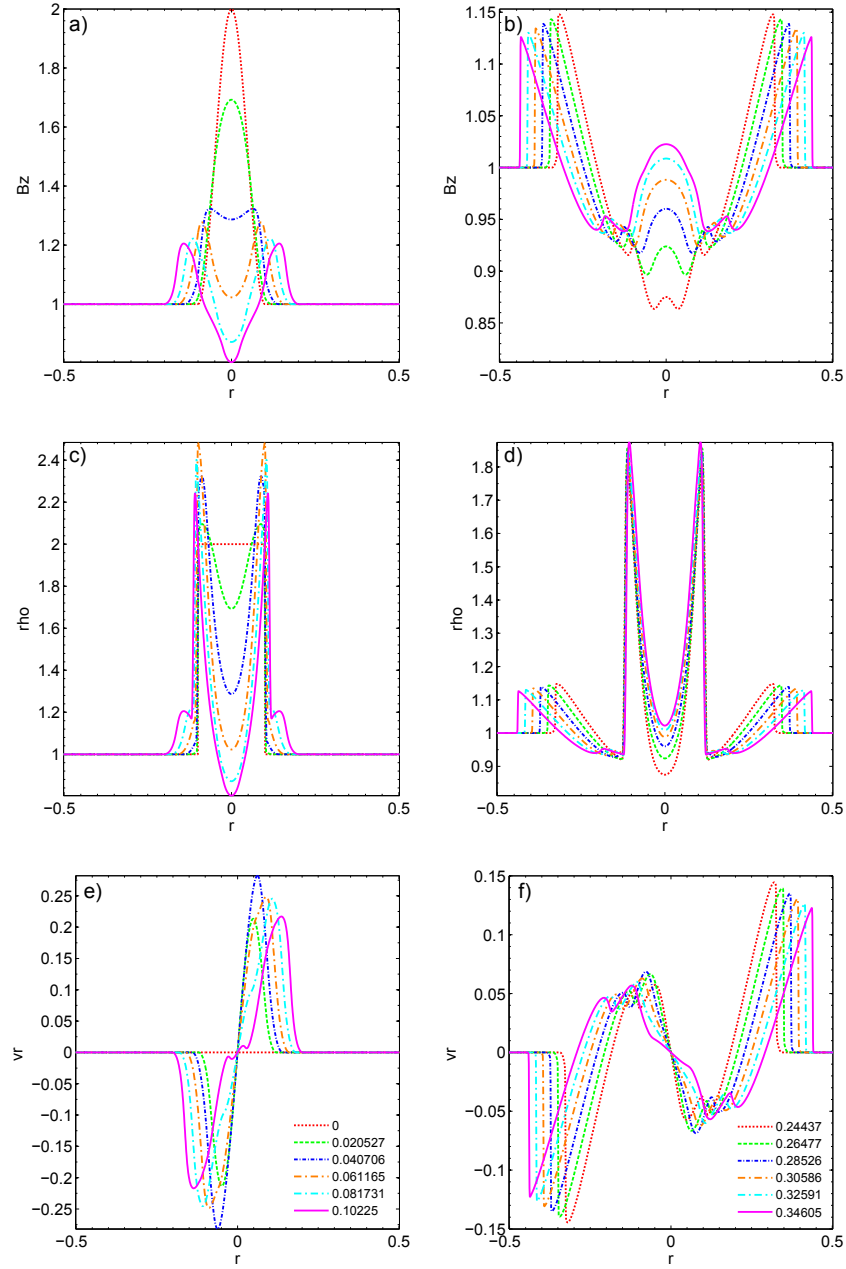 a)
2
1.8
1.6
1.4
1.2
1
Bz
−0.5 0 0.5
r
b)
1.15
1.1
1.05
1
0.95
0.9
0.85
Bz
−0.5 0 0.5
r
c)
2.4
2.2
2
1.8
1.6
1.4
1.2
1
rho
−0.5 0 0.5
r
d)
1.8
1.7
1.6
1.5
1.4
1.3
1.2
1.1
1
0.9
rho
−0.5 0 0.5
r
e)
0.25
0.2
0.15
0.1
0.05
0
−0.05
−0.1
−0.15
−0.2
−0.25
vr
0
0.020527
0.040706
0.061165
0.081731
0.10225
−0.5 0 0.5
r
f)
0.15
0.1
0.05
0
−0.05
−0.1
−0.15
vr
0.24437
0.26477
0.28526
0.30586
0.32591
0.34605
−0.5 0 0.5
r